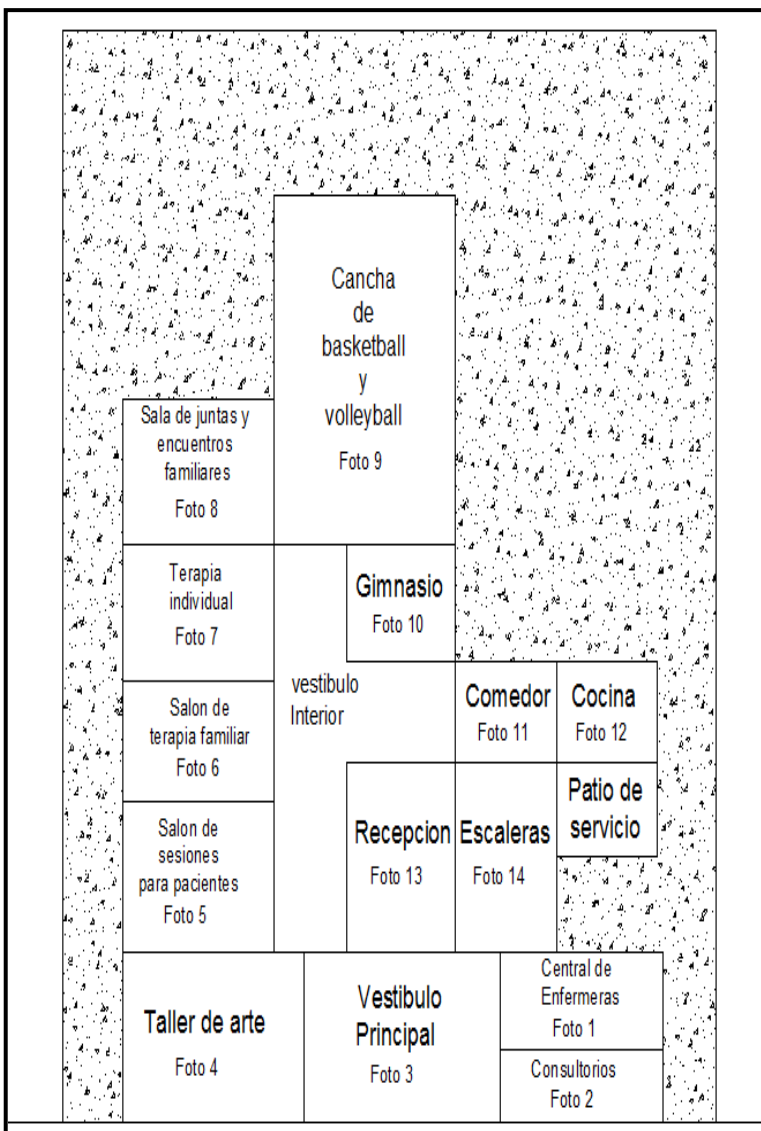 Cancha
de
basketball
y
volleyball
Foto 9
Sala de juntas y
encuentros
familiares
Foto 8
Terapia
individual
Foto 7
Gimnasio
Foto 10
vestibulo
Interior
Comedor
Foto 11
Cocina
Foto 12
Salon de
terapia familiar
Foto 6
Patio de
servicio
Salon de
sesiones
para pacientes
Foto 5
Recepcion
Foto 13
Escaleras
Foto 14
Taller de arte
Foto 4
Vestibulo
Principal
Foto 3
Central de
Enfermeras
Foto 1
Consultorios
Foto 2